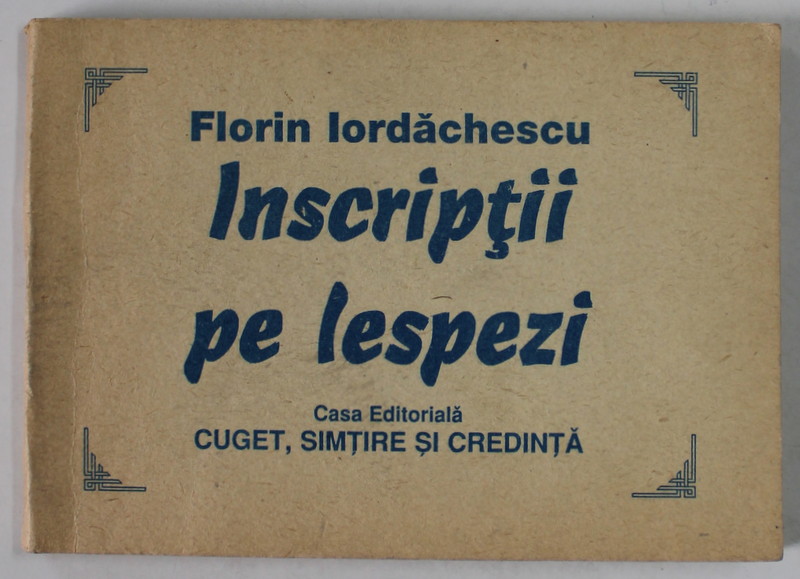 Florin Iordăchescu
Inscripţii
pe lespezi
Casa Editorială
CUGET, SIMŢIRE ŞI CREDINŢĂ